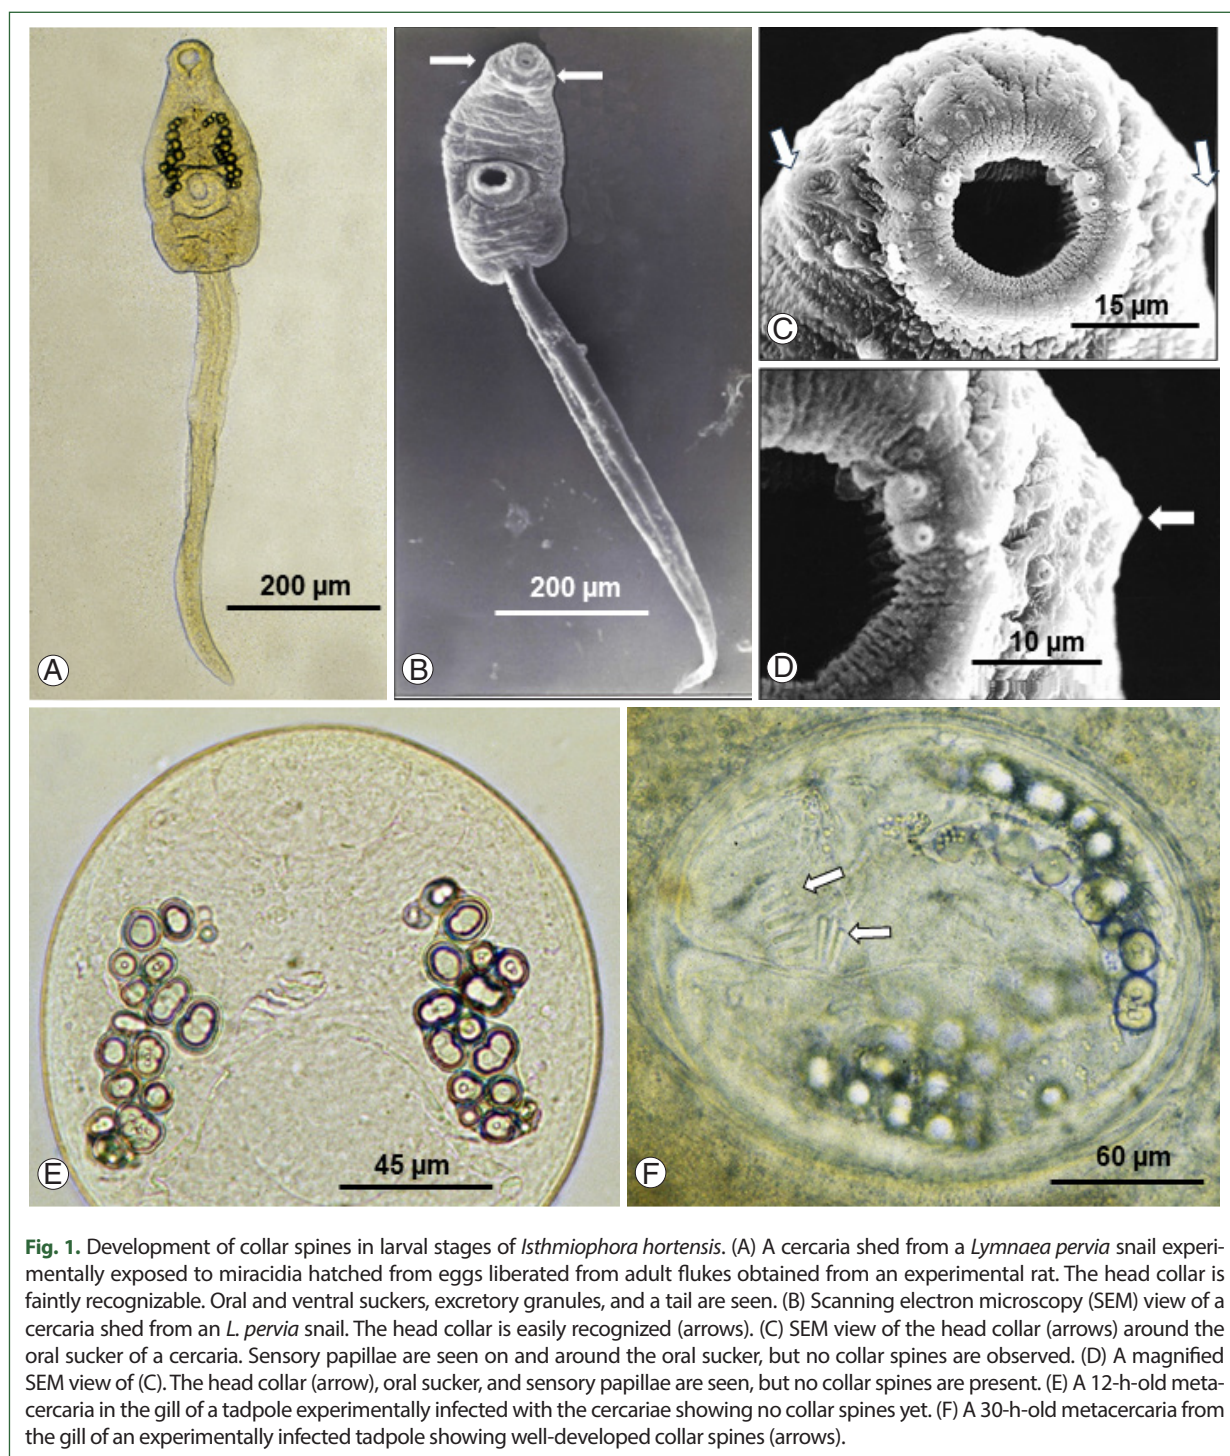 A
200 µm
B
200 µm
C
15 µm
D
10 µm
E
45 µm
F
60 µm
Fig. 1. Development of collar spines in larval stages of Isthmiophora hortensis. (A) A cercaria shed from a Lymnaea pervia snail experi-
mentally exposed to miracidia hatched from eggs liberated from adult flukes obtained from an experimental rat. The head collar is
faintly recognizable. Oral and ventral suckers, excretory granules, and a tail are seen. (B) Scanning electron microscopy (SEM) view of a
cercaria shed from an L. pervia snail. The head collar is easily recognized (arrows). (C) SEM view of the head collar (arrows) around the
oral sucker of a cercaria. Sensory papillae are seen on and around the oral sucker, but no collar spines are observed. (D) A magnified
SEM view of (C). The head collar (arrow), oral sucker, and sensory papillae are seen, but no collar spines are present. (E) A 12-h-old meta-
cercaria in the gill of a tadpole experimentally infected with the cercariae showing no collar spines yet. (F) A 30-h-old metacercaria from
the gill of an experimentally infected tadpole showing well-developed collar spines (arrows).